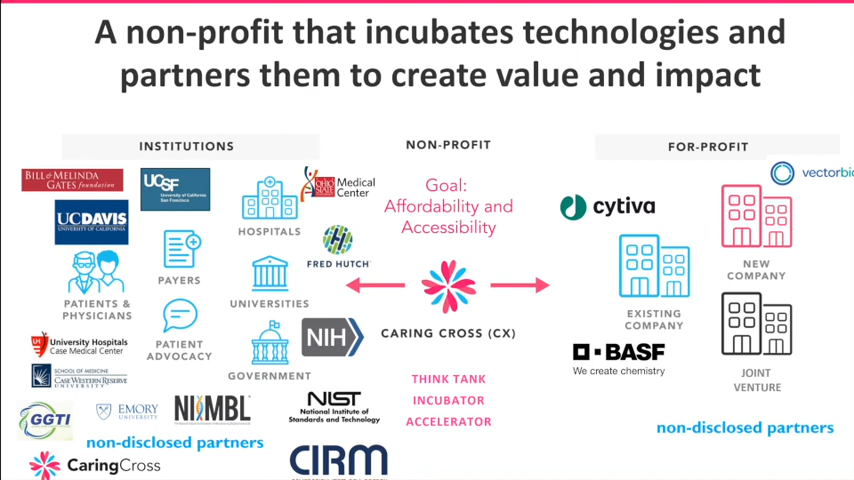 A non-profit that incubates technologies and
partners them to create value and impact
INSTITUTIONS
NON-PROFIT
FOR-PROFIT
BILL & MELINDA
GATES foundation
UCSF
University of California
San Francisco
UCDAVIS
UNIVERSITY OF CALIFORNIA
HOSPITALS
OHIO STATE
Medical
Center
FRED HUTCH
PATIENTS &
PHYSICIANS
PAYERS
UNIVERSITIES
PATIENT
ADVOCACY
GOVERNMENT
NIH
UH
University Hospitals
Case Medical Center
SCHOOL OF MEDICINE
CASE WESTERN RESERVE
UNIVERSITY
GGTI
EMORY
UNIVERSITY
NIIMBL
NIST
National Institute of
Standards and Technology
non-disclosed partners
CaringCross
CIRM
Goal:
Affordability and
Accessibility
CARING CROSS (CX)
THINK TANK
INCUBATOR
ACCELERATOR
vectorbio
cytiva
NEW
COMPANY
EXISTING
COMPANY
BASF
We create chemistry
JOINT
VENTURE
non-disclosed partners